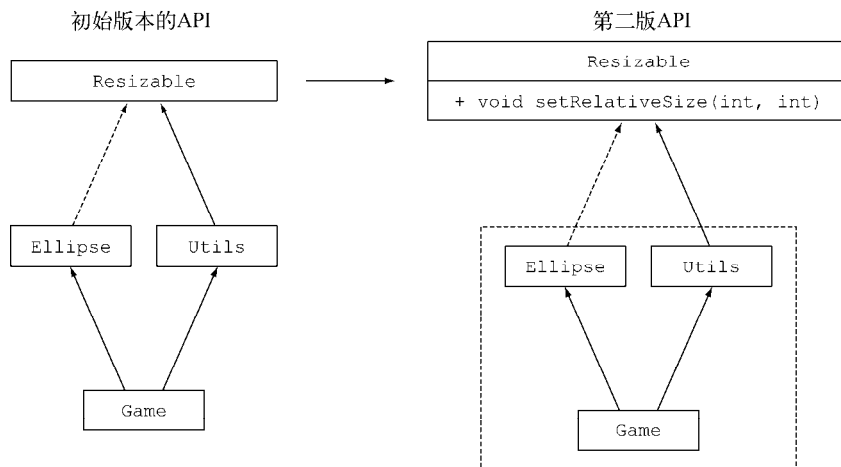 初始版本的API
Resizable
Ellipse
Utils
Game
第二版API
Resizable
+ void setRelativeSize(int, int)
Ellipse
Utils
Game